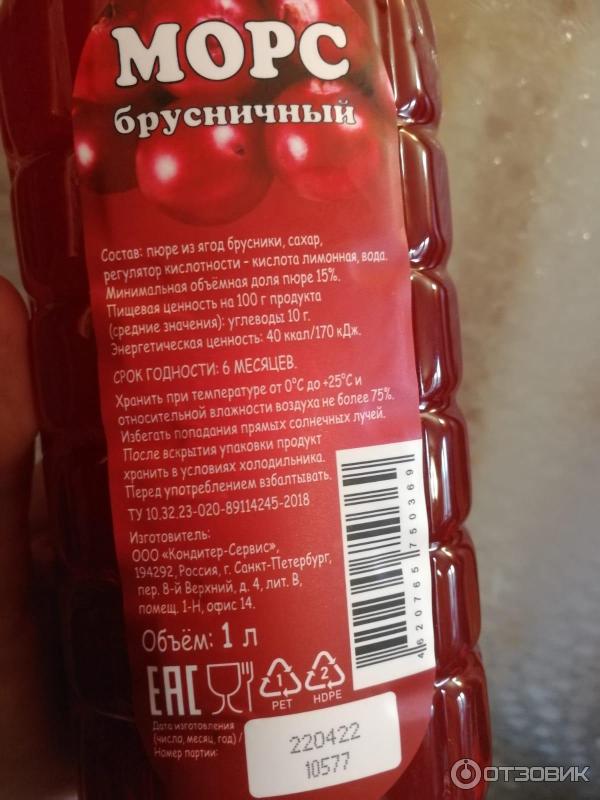 МОРС
брусничный
Состав: пюре из ягод брусники, сахар,
регулятор кислотности – кислота лимонная, вода.
Минимальная объёмная доля пюре 15%.
Пищевая ценность на 100 г продукта
(средние значения): углеводы 10 г.
Энергетическая ценность: 40 ккал/170 кДж.
СРОК ГОДНОСТИ: 6 МЕСЯЦЕВ.
Хранить при температуре от 0°С до +25°С и
относительной влажности воздуха не более 75%.
Избегать попадания прямых солнечных лучей.
После вскрытия упаковки продукт
хранить в условиях холодильника.
Перед употреблением взбалтывать.
ТУ 10.32.23-020-89114245-2018
Изготовитель:
ООО «Кондитер-Сервис»,
194292, Россия, г. Санкт-Петербург,
пер. 8-й Верхний, д. 4, лит. В,
помещ. 1-Н, офис 14.
Объём: 1 л
4620765750369
EAC
1
PET
2
HDPE
Дата изготовления
(число, месяц, год) /
Номер партии:
220422
10577
ОТЗОВИК